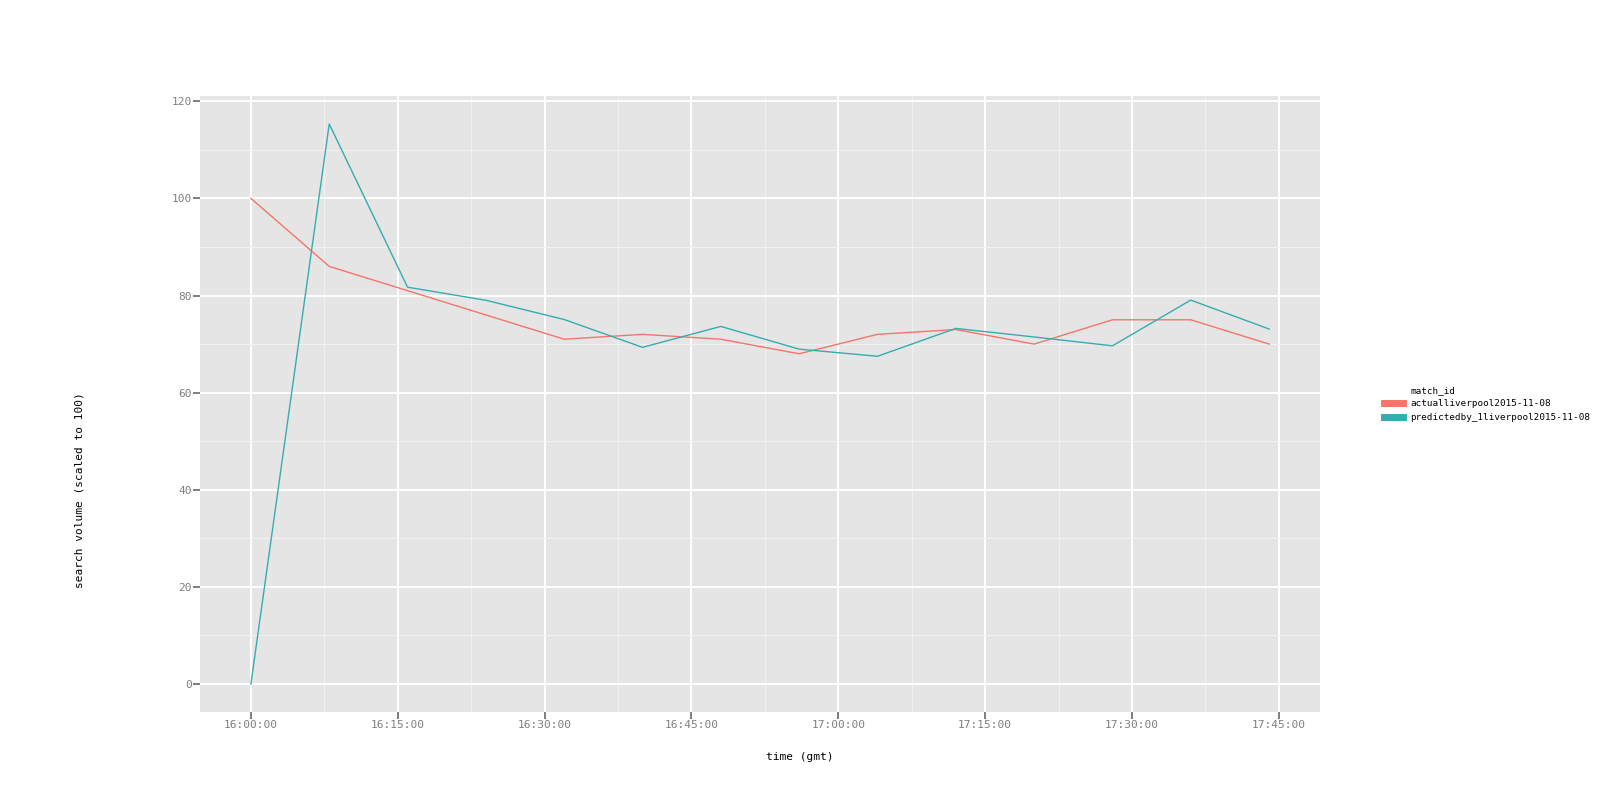 120
100
80
60
40
20
0
search volume (scaled to 100)
16:00:00 16:15:00 16:30:00 16:45:00 17:00:00 17:15:00 17:30:00 17:45:00
time (gmt)
match_id
actualliverpool2015-11-08
predictedby_1liverpool2015-11-08